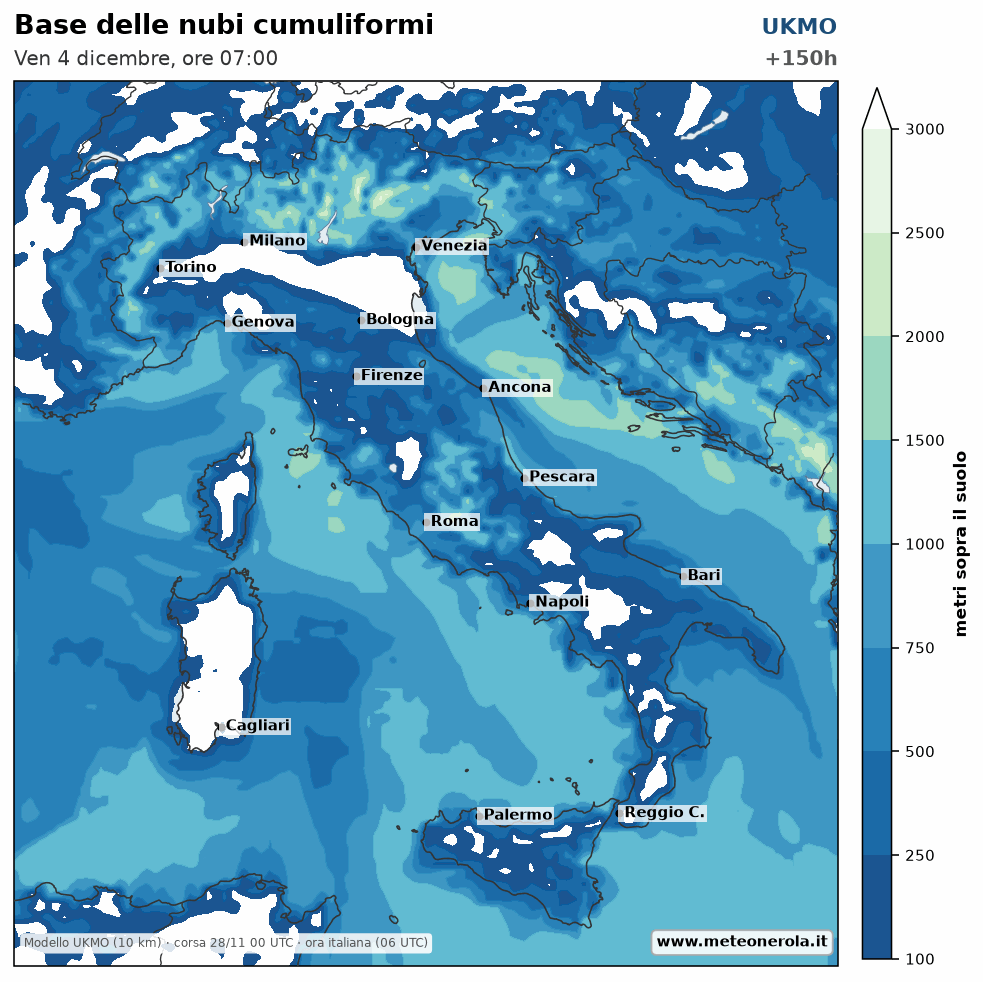 Base delle nubi cumuliformi
UKMO
Ven 4 dicembre, ore 07:00
+150h
Milano
Venezia
Torino
Genova
Bologna
Firenze
Ancona
Pescara
Roma
Bari
Napoli
Cagliari
Palermo
Reggio C.
3000
2500
2000
1500
1000
750
500
250
100
metri sopra il suolo
Modello UKMO (10 km) · corsa 28/11 00 UTC · ora italiana (06 UTC)
www.meteonerola.it